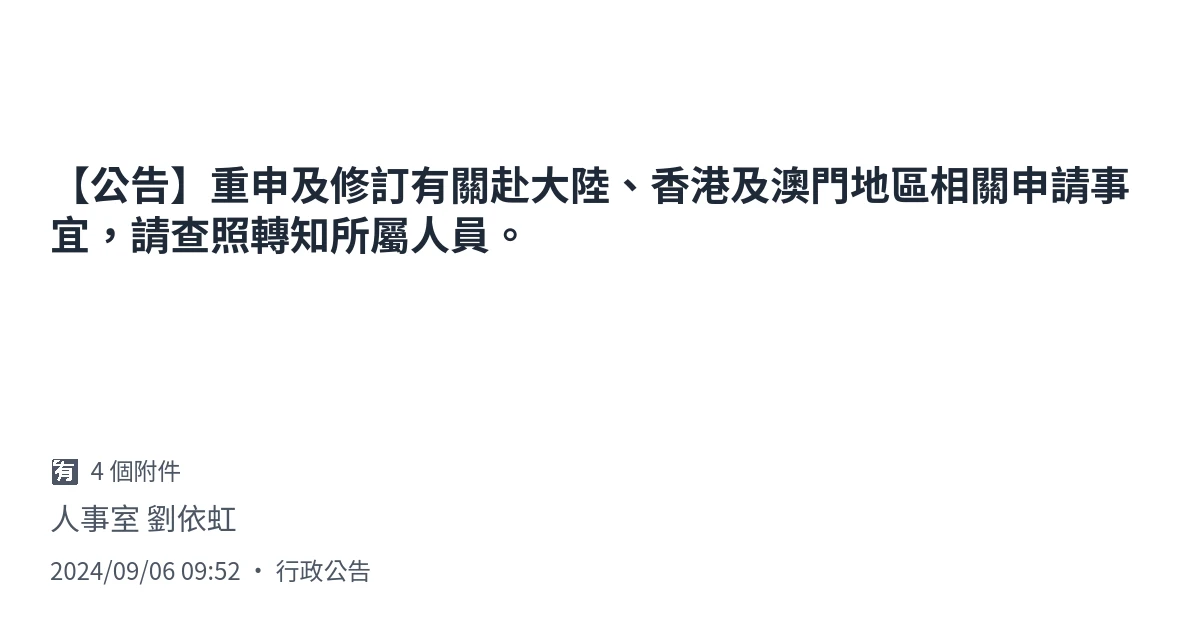 【公告】重申及修訂有關赴大陸、香港及澳門地區相關申請事
宜，請查照轉知所屬人員。
有 4 個附件
人事室 劉依虹
2024/09/06 09:52 • 行政公告